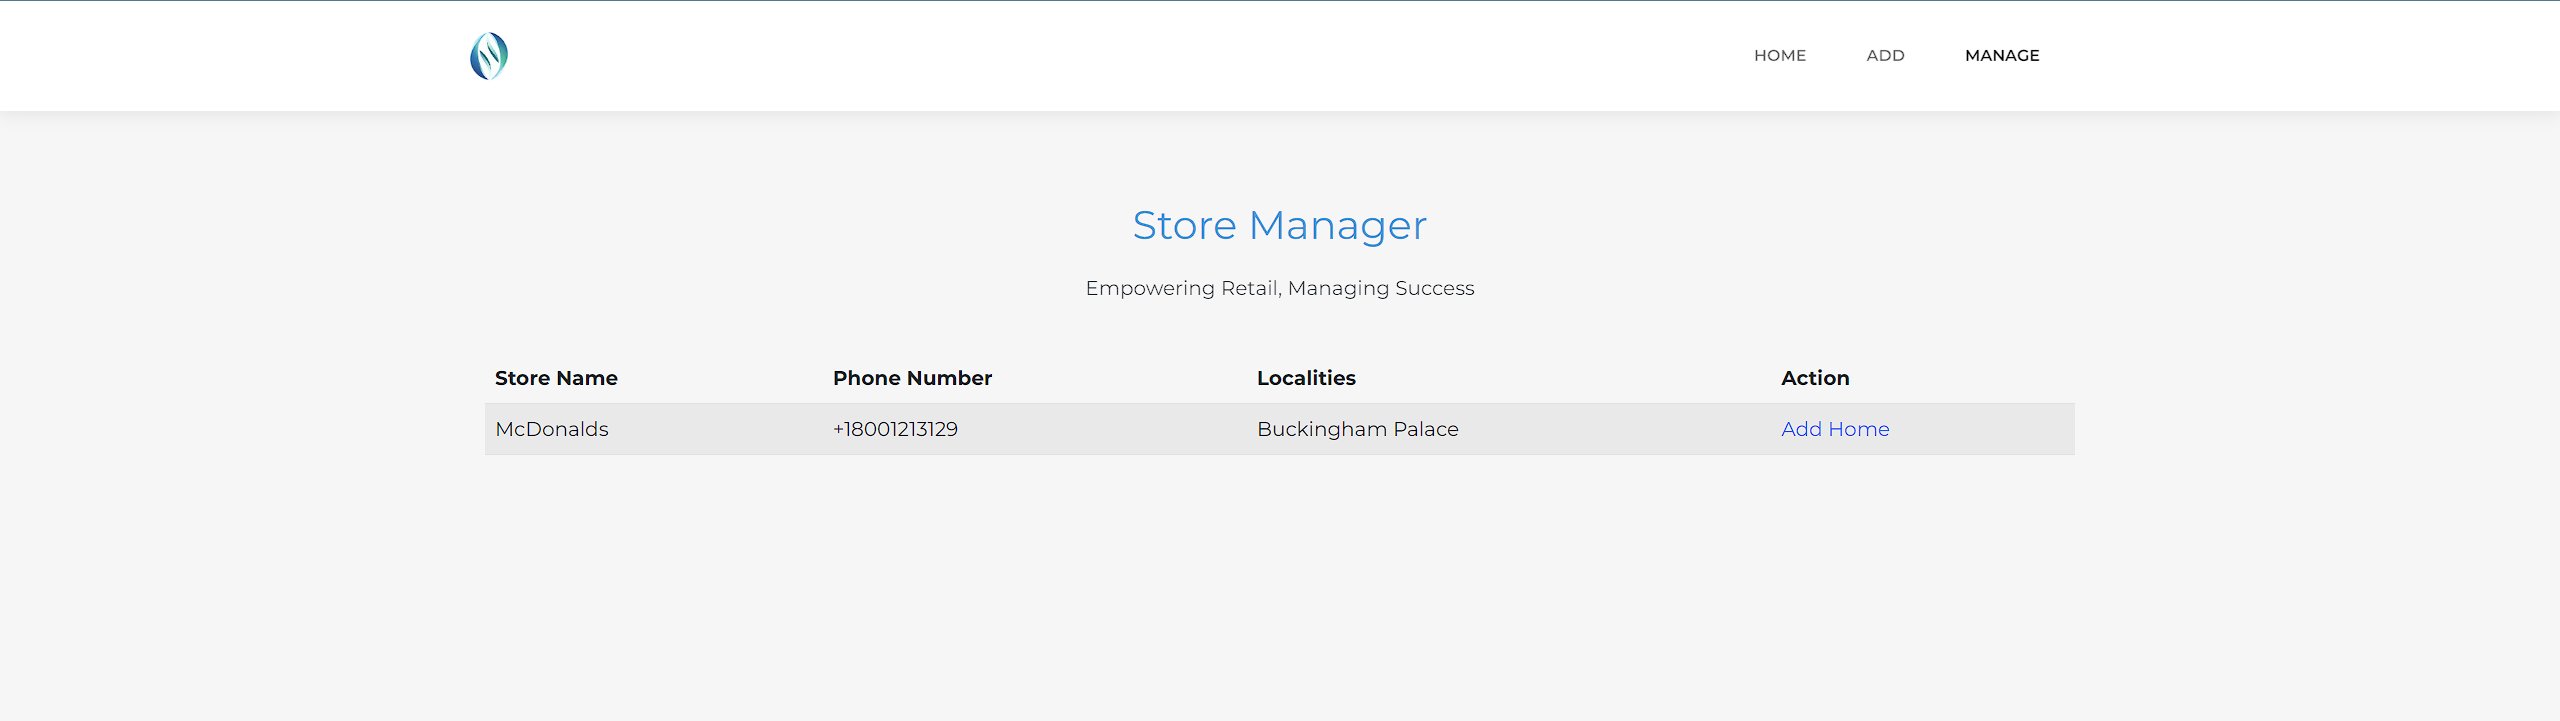 HOME ADD MANAGE
Store Manager
Empowering Retail, Managing Success
Store Name Phone Number Localities Action
McDonalds +18001213129 Buckingham Palace Add Home